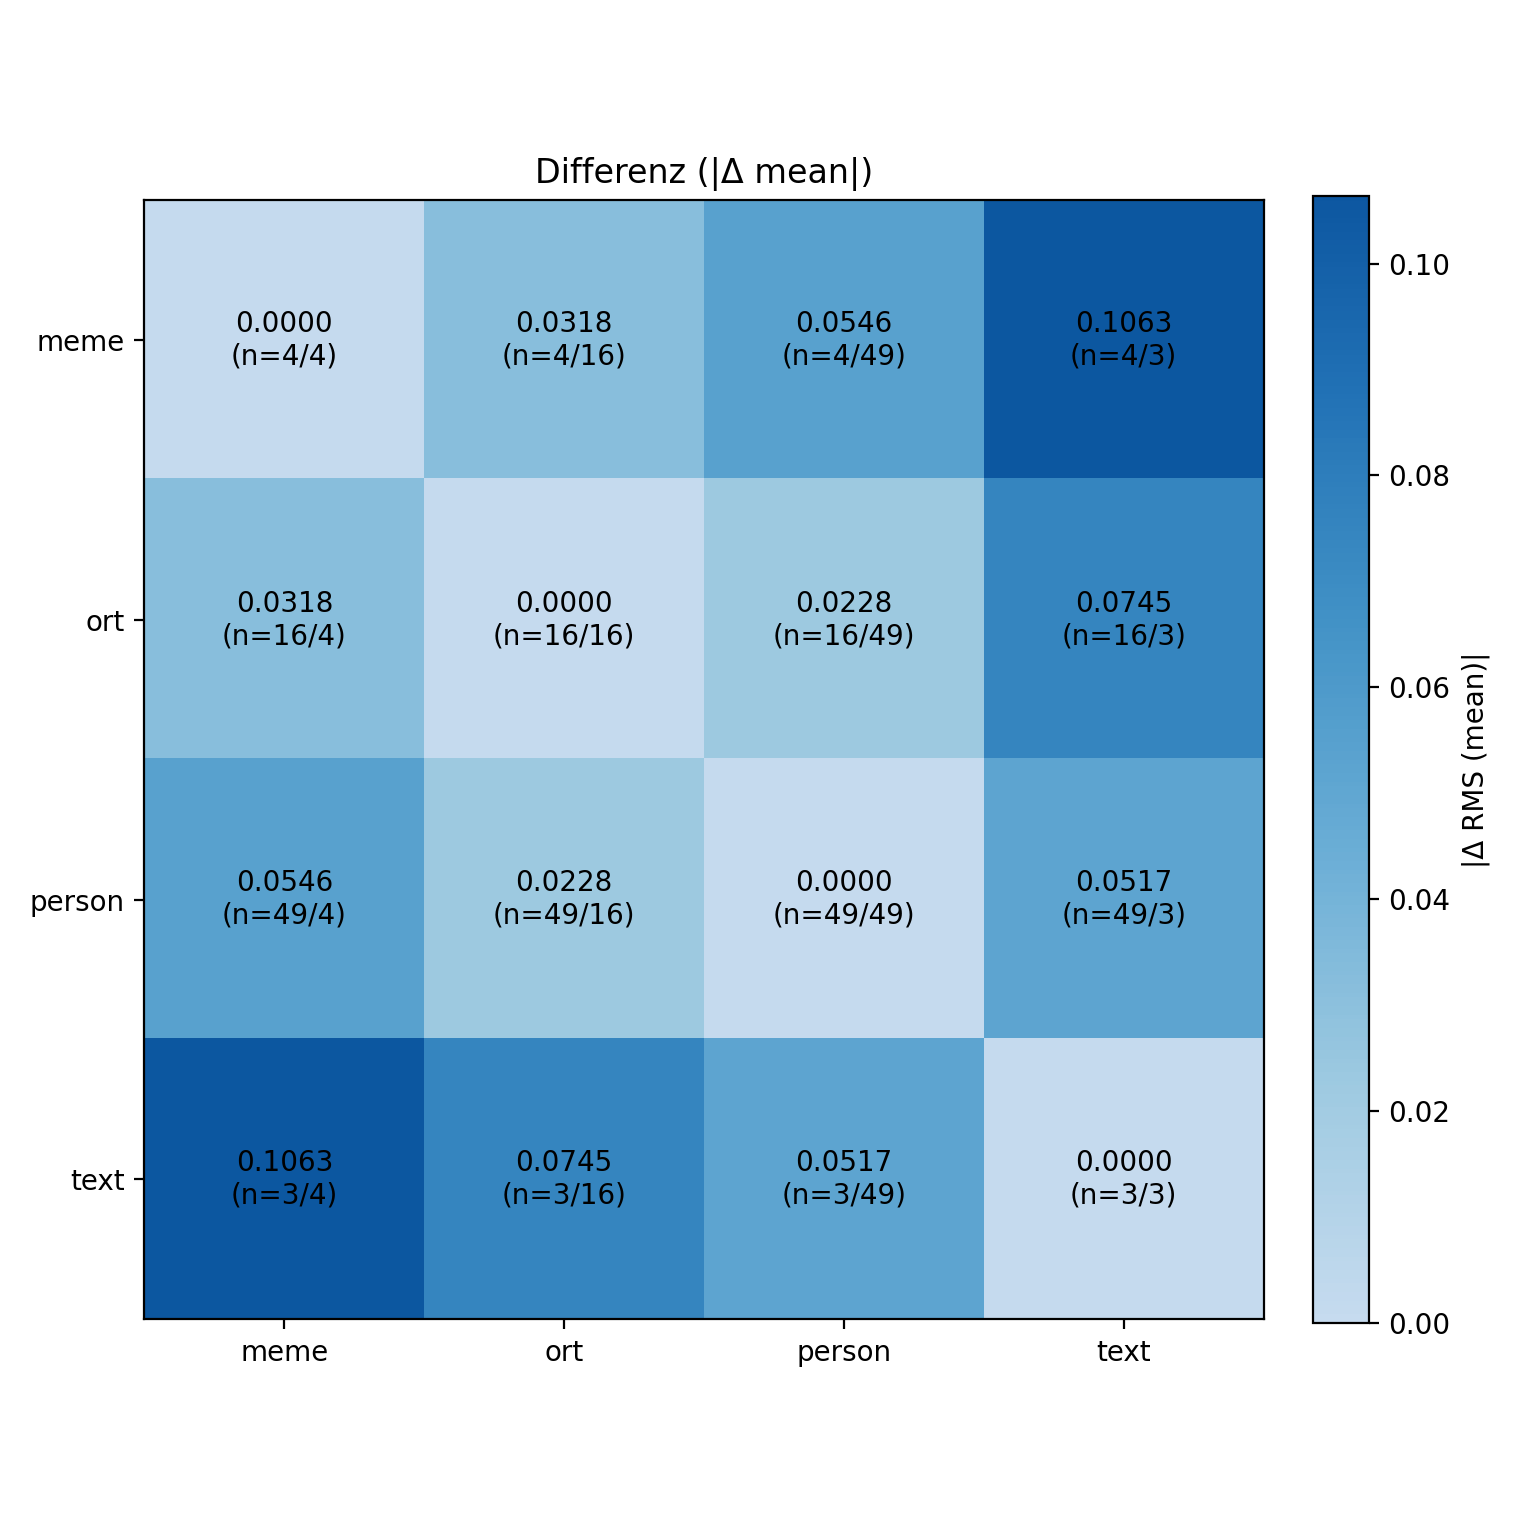 Differenz (|Δ mean|)
meme
0.0000
(n=4/4)
0.0318
(n=4/16)
0.0546
(n=4/49)
0.1063
(n=4/3)
ort
0.0318
(n=16/4)
0.0000
(n=16/16)
0.0228
(n=16/49)
0.0745
(n=16/3)
person
0.0546
(n=49/4)
0.0228
(n=49/16)
0.0000
(n=49/49)
0.0517
(n=49/3)
text
0.1063
(n=3/4)
0.0745
(n=3/16)
0.0517
(n=3/49)
0.0000
(n=3/3)
meme ort person text
0.10
0.08
0.06
0.04
0.02
0.00
|Δ RMS (mean)|